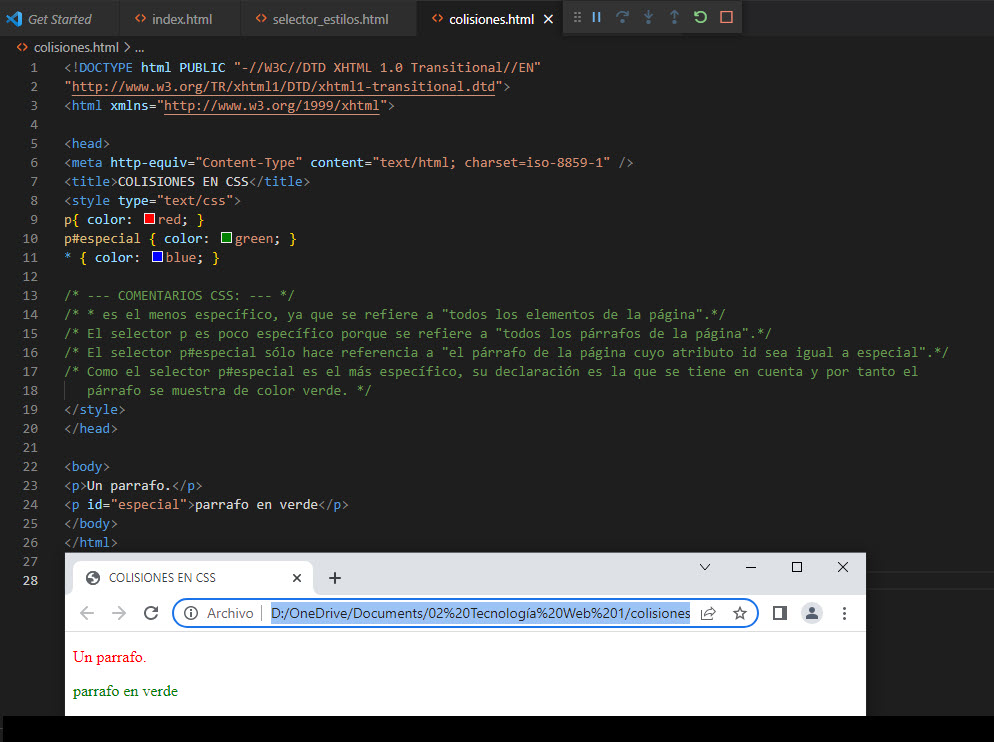 Get Started index.html selector_estilos.html colisiones.html
colisiones.html > ...
1 <!DOCTYPE html PUBLIC "-//W3C//DTD XHTML 1.0 Transitional//EN"
2 "http://www.w3.org/TR/xhtml1/DTD/xhtml1-transitional.dtd">
3 <html xmlns="http://www.w3.org/1999/xhtml">
4
5 <head>
6 <meta http-equiv="Content-Type" content="text/html; charset=iso-8859-1" />
7 <title>COLISIONES EN CSS</title>
8 <style type="text/css">
9 p{ color: red; }
10 p#especial { color: green; }
11 * { color: blue; }
12
13 /* --- COMENTARIOS CSS: --- */
14 /* * es el menos específico, ya que se refiere a "todos los elementos de la página".*/
15 /* El selector p es poco específico porque se refiere a "todos los párrafos de la página".*/
16 /* El selector p#especial sólo hace referencia a "el párrafo de la página cuyo atributo id sea igual a especial".*/
17 /* Como el selector p#especial es el más específico, su declaración es la que se tiene en cuenta y por tanto el
18 párrafo se muestra de color verde. */
19 </style>
20 </head>
21
22 <body>
23 <p>Un parrafo.</p>
24 <p id="especial">parrafo en verde</p>
25 </body>
26 </html>
27
28
COLISIONES EN CSS
Archivo D:/OneDrive/Documents/02%20Tecnología%20Web%201/colisiones
Un parrafo.
parrafo en verde